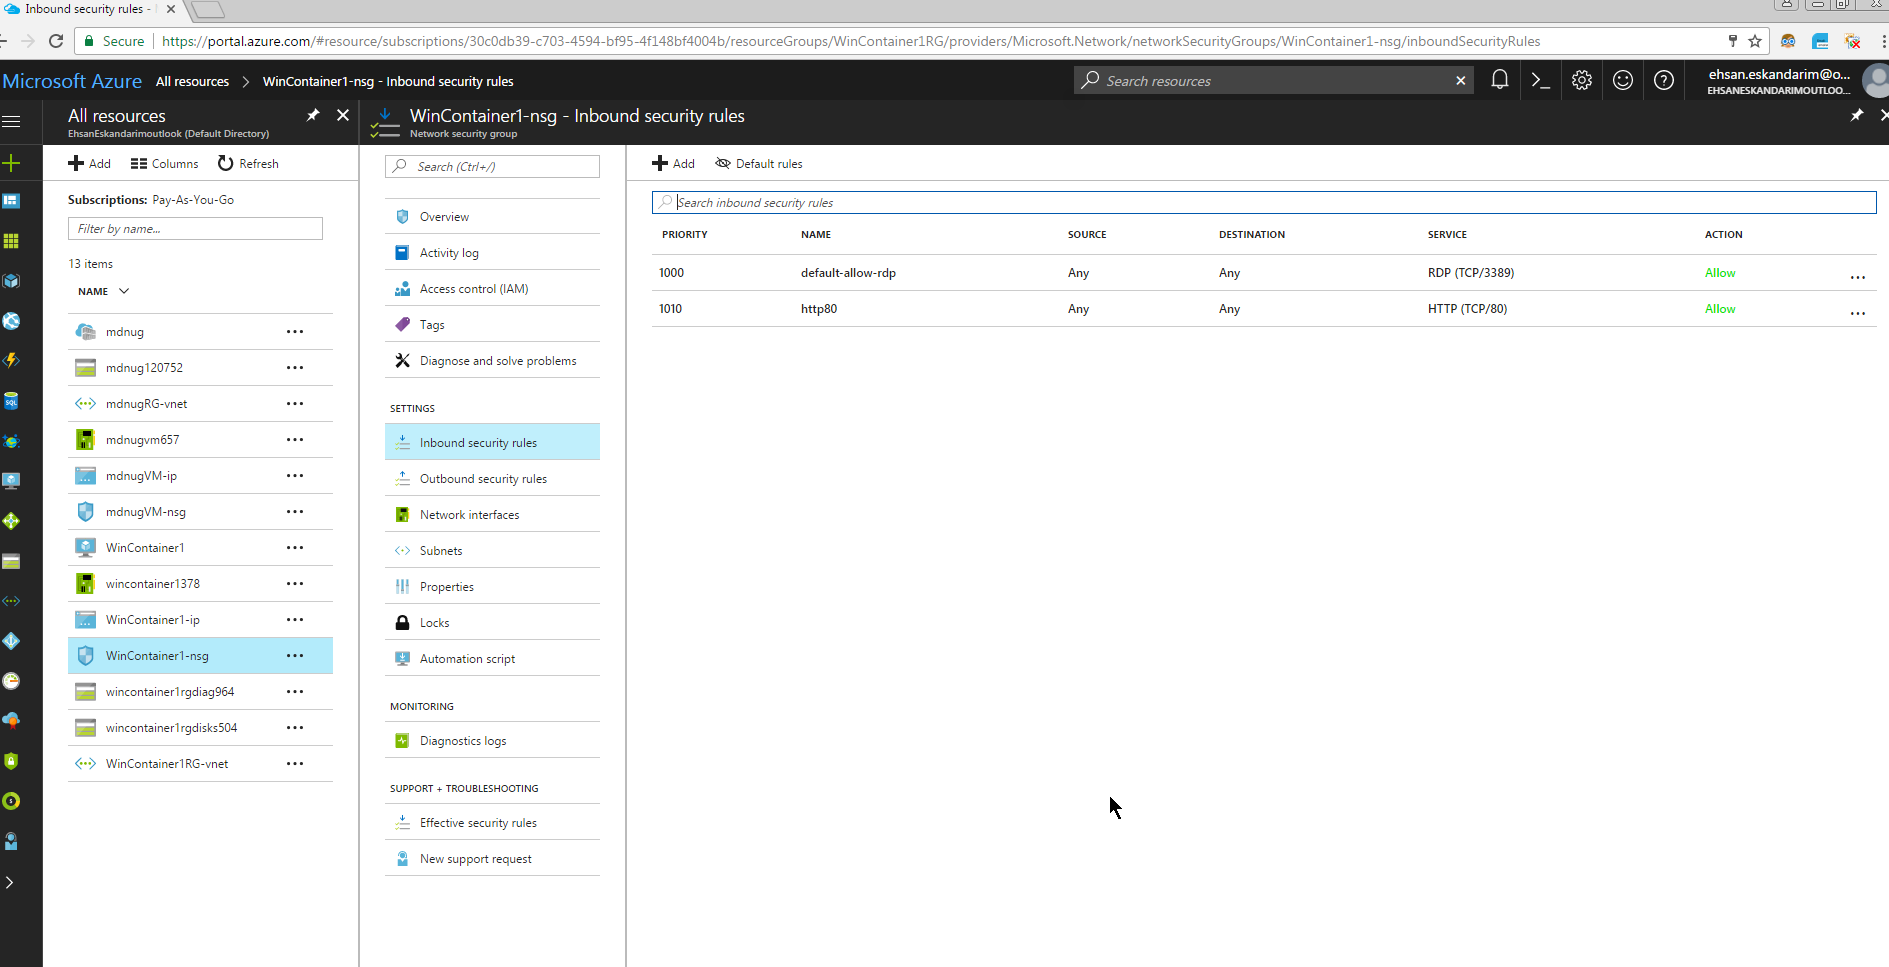 Inbound security rules -
Secure
https://portal.azure.com/#resource/subscriptions/30c0db39-c703-4594-bf95-4f148bf4004b/resourceGroups/WinContainer1RG/providers/Microsoft.Network/networkSecurityGroups/WinContainer1-nsg/inboundSecurityRules
Microsoft Azure
All resources
WinContainer1-nsg - Inbound security rules
Search resources
ehsan.eskandarim@o...
EHSANESKANDARIMOUTLOO...
All resources
EhsanEskandarimoutlook (Default Directory)
Add
Columns
Refresh
Subscriptions: Pay-As-You-Go
Filter by name...
13 items
NAME
mdnug
mdnug120752
mdnugRG-vnet
mdnugvm657
mdnugVM-ip
mdnugVM-nsg
WinContainer1
wincontainer1378
WinContainer1-ip
WinContainer1-nsg
wincontainer1rgdiag964
wincontainer1rgdisks504
WinContainer1RG-vnet
WinContainer1-nsg - Inbound security rules
Network security group
Search (Ctrl+/)
Overview
Activity log
Access control (IAM)
Tags
Diagnose and solve problems
SETTINGS
Inbound security rules
Outbound security rules
Network interfaces
Subnets
Properties
Locks
Automation script
MONITORING
Diagnostics logs
SUPPORT + TROUBLESHOOTING
Effective security rules
New support request
Add
Default rules
Search inbound security rules
PRIORITY NAME SOURCE DESTINATION SERVICE ACTION
1000 default-allow-rdp Any Any RDP (TCP/3389) Allow
1010 http80 Any Any HTTP (TCP/80) Allow